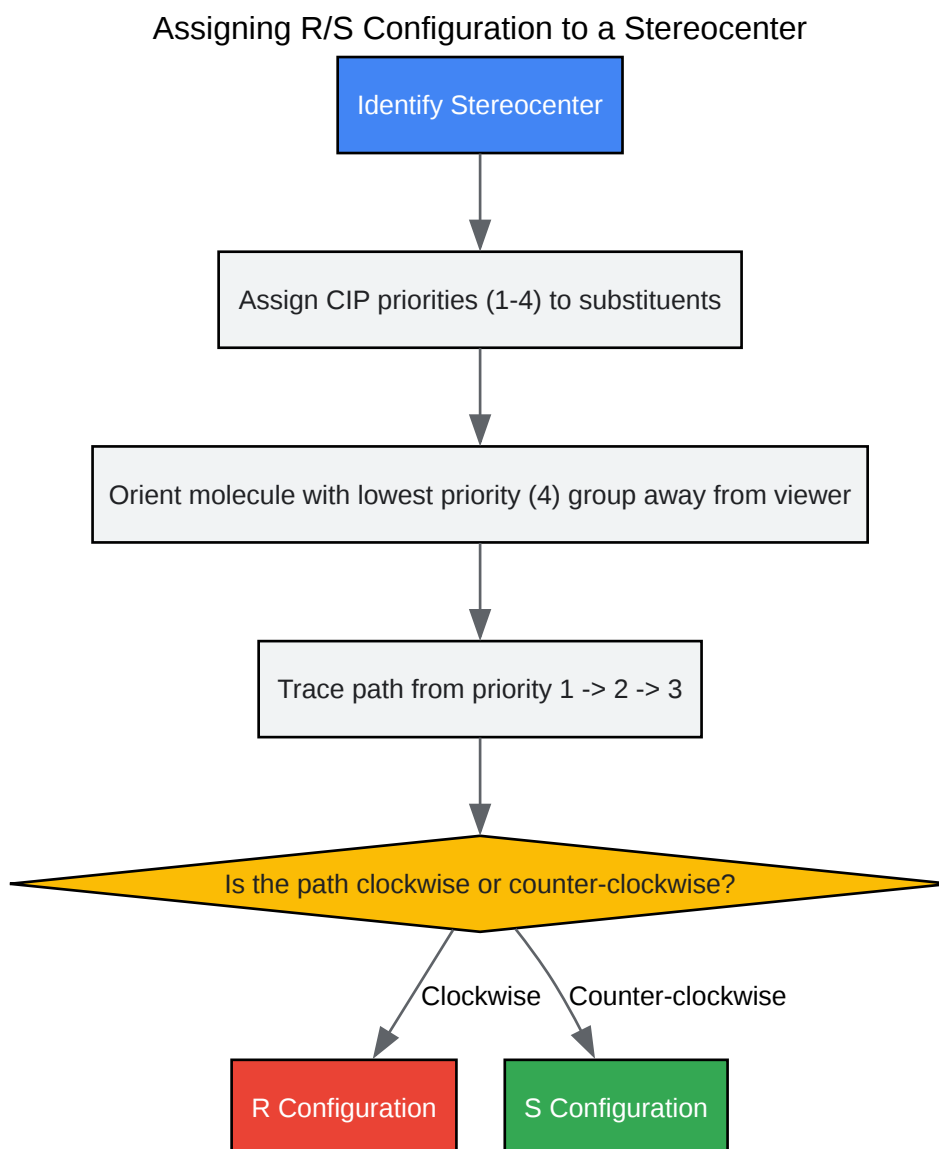 Assigning R/S Configuration to a Stereocenter
Identify Stereocenter
Assign CIP priorities (1-4) to substituents
Orient molecule with lowest priority (4) group away from viewer
Trace path from priority 1 -> 2 -> 3
Is the path clockwise or counter-clockwise?
Clockwise
Counter-clockwise
R Configuration
S Configuration